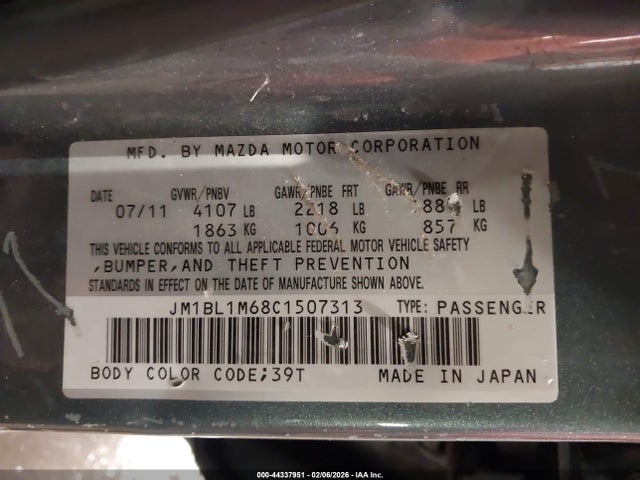 MFD. BY MAZDA MOTOR CORPORATION
DATE GVWR/PNBV GAWR/PNBE FRT GAWR/PNBE RR
07/11 4107 LB 2218 LB LB
1863 KG KG 857 KG
THIS VEHICLE CONFORMS TO ALL APPLICABLE FEDERAL MOTOR VEHICLE SAFETY
,BUMPER,AND THEFT PREVENTION
STANDARDS IN EFFECT ON THE DATE OF MANUFACTURE SHOWN ABOVE.
JM1BL1M68C1507313 TYPE: PASSENGER
BODY COLOR CODE;39T MADE IN JAPAN
000-44337951 - 02/06/2026 - IAA Inc.